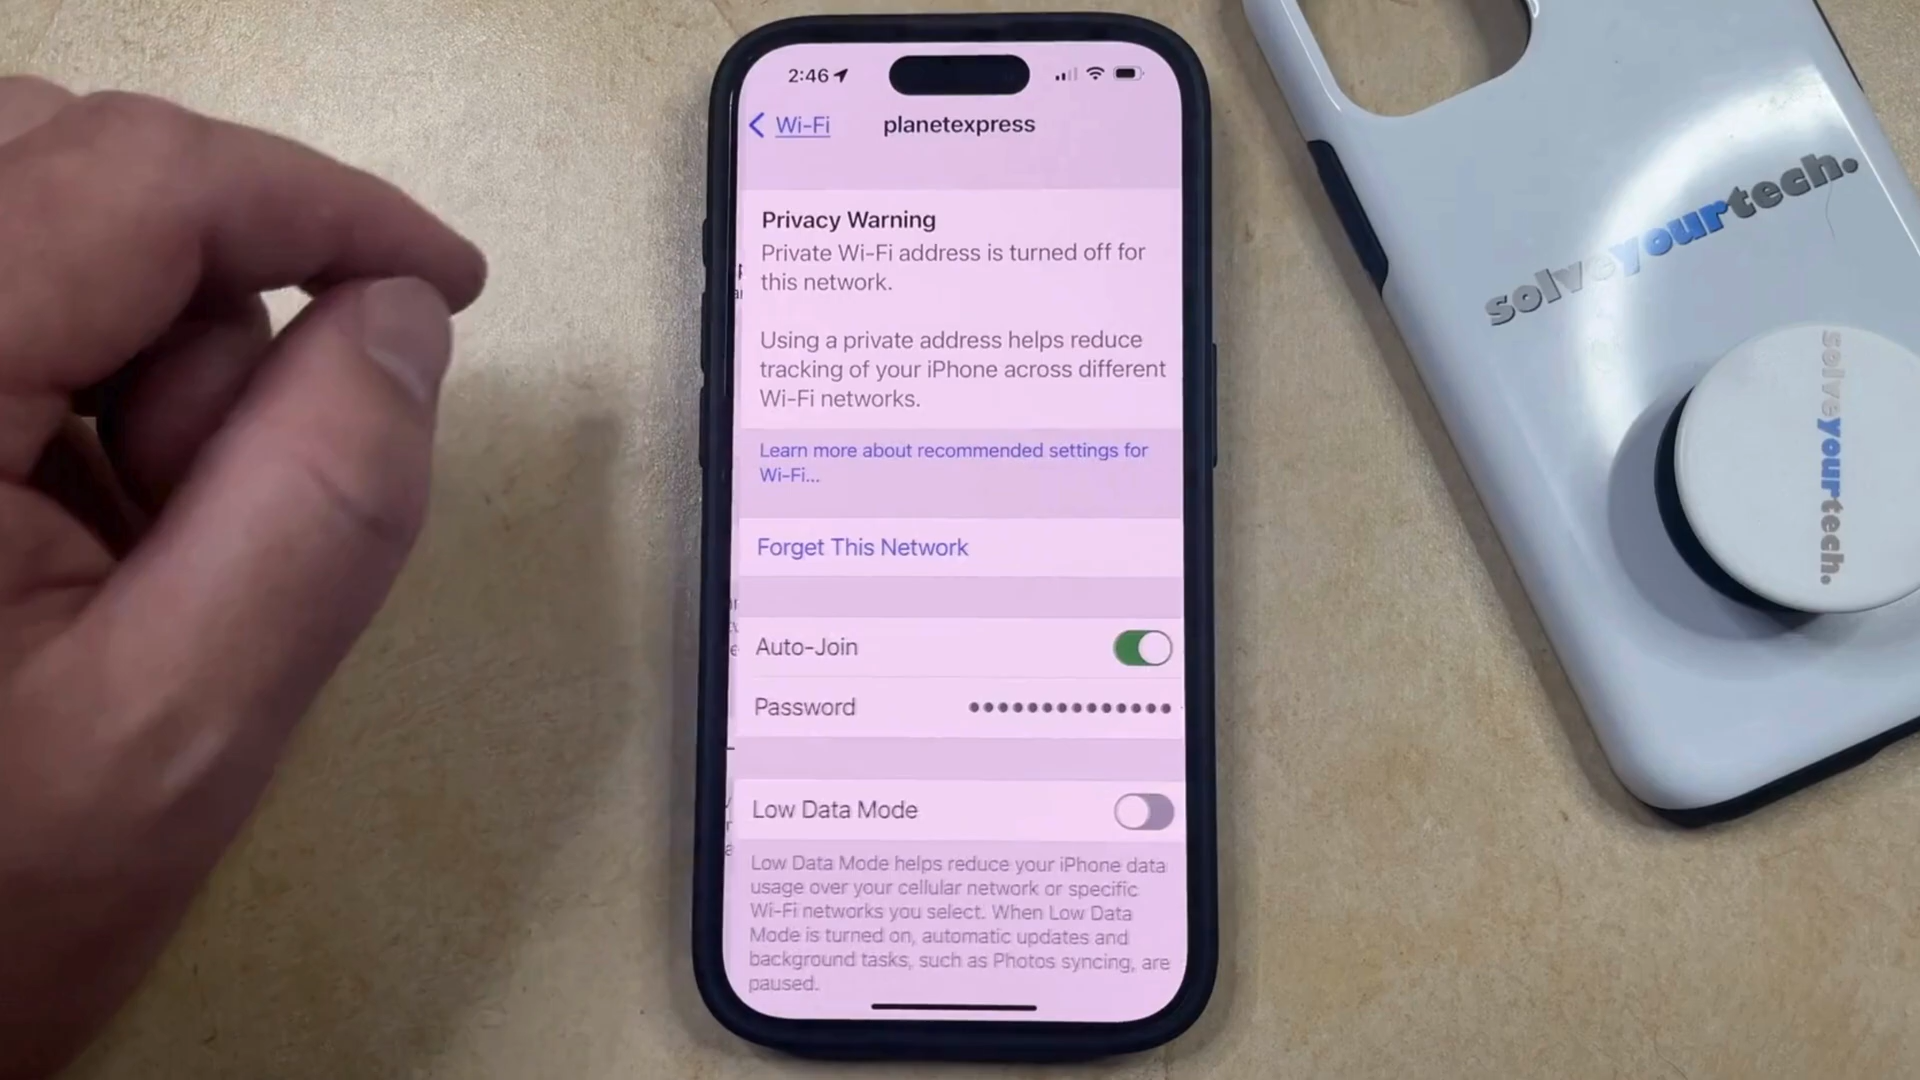 2:46
Wi-Fi
planetexpress
Privacy Warning
Private Wi-Fi address is turned off for
this network.
Using a private address helps reduce
tracking of your iPhone across different
Wi-Fi networks.
Learn more about recommended settings for
Wi-Fi...
Forget This Network
Auto-Join
Password
Low Data Mode
Low Data Mode helps reduce your iPhone data
usage over your cellular network or specific
Wi-Fi networks you select. When Low Data
Mode is turned on, automatic updates and
background tasks, such as Photos syncing, are
paused.
solveyourtech.
solveyourtech.